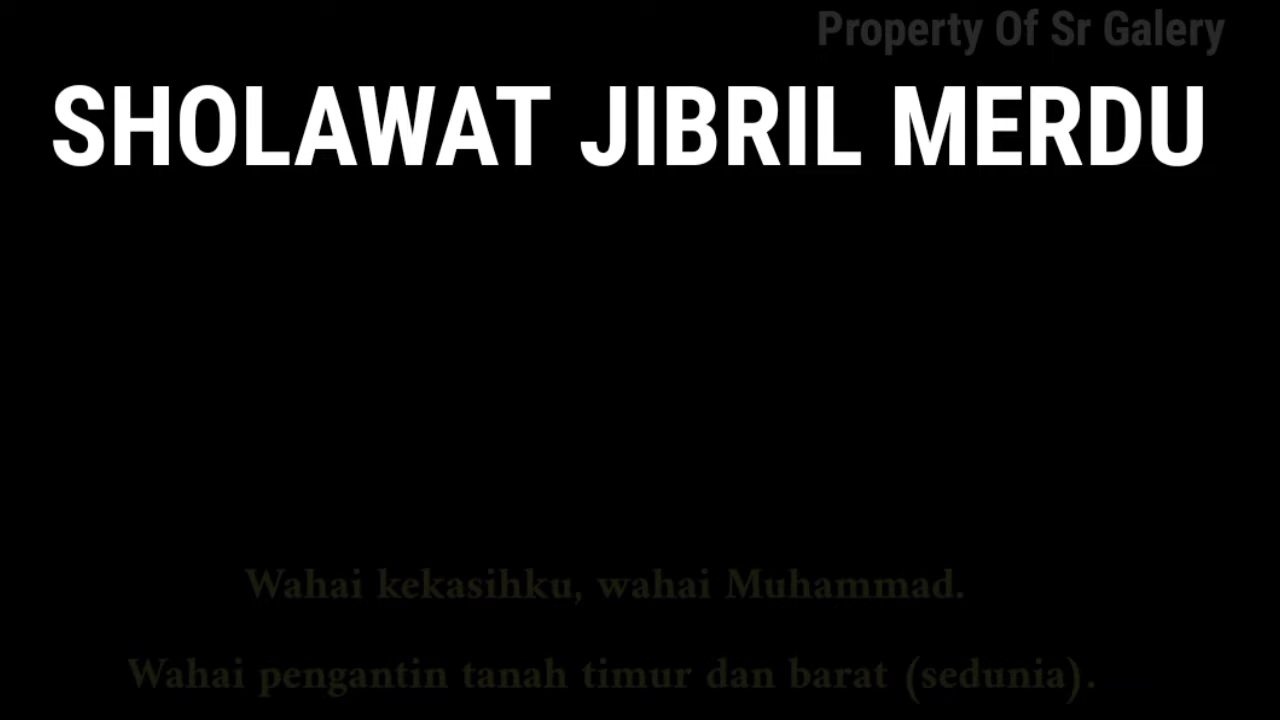 Property Of Sr Galery
SHOLAWAT JIBRIL MERDU
Wahai kekasihku, wahai Muhammad.
Wahai pengantin tanah timur dan barat (sedunia).